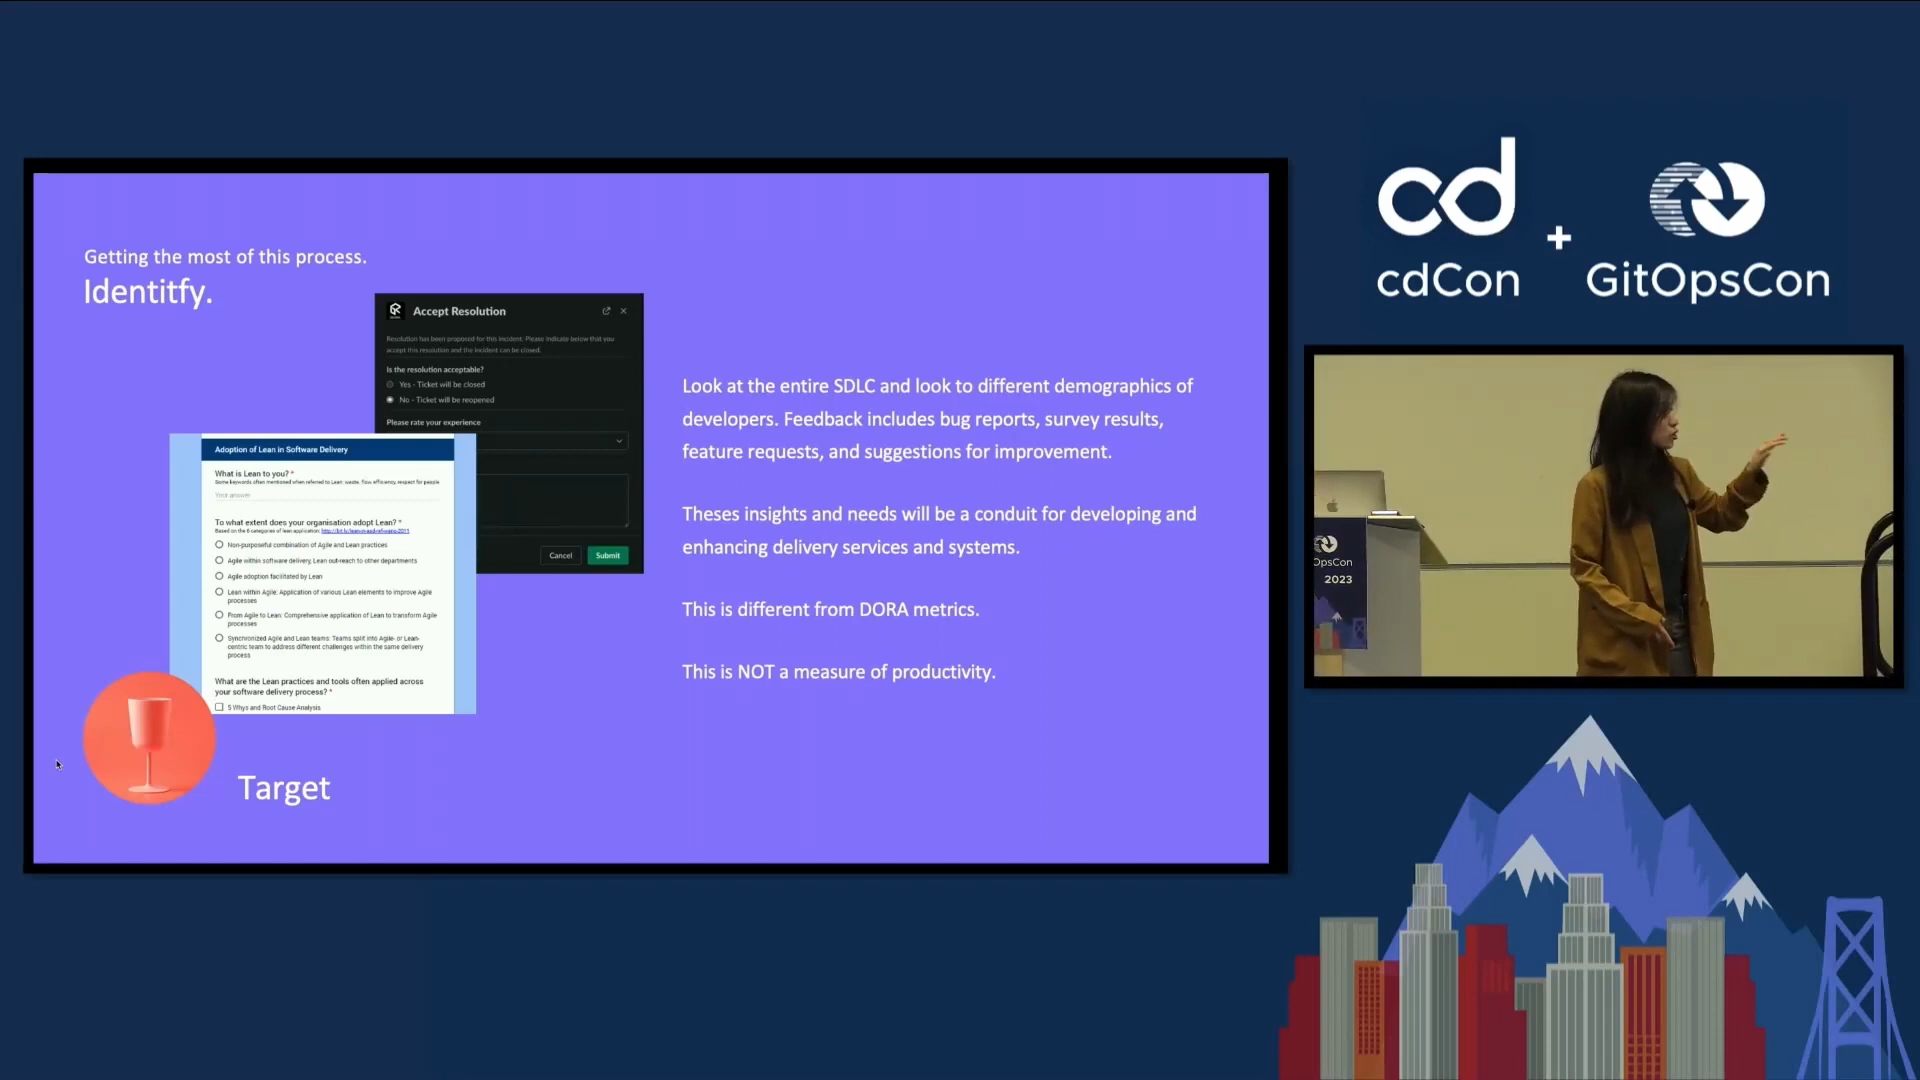 Getting the most of this process.
Identitfy.
Accept Resolution
Resolution has been proposed for this incident. Please indicate below that you
accept this resolution and the incident can be closed.
Is the resolution acceptable?
Yes - Ticket will be closed
No - Ticket will be reopened
Please rate your experience
Cancel
Submit
Adoption of Lean in Software Delivery
What is Lean to you? *
Some keywords often mentioned when referred to Lean: waste, flow, efficiency, respect for people
Your answer
To what extent does your organisation adopt Lean? *
Based on the 6 categories of lean application:
Non-purposeful combination of Agile and Lean practices
Agile within software delivery, Lean out-reach to other departments
Agile adoption facilitated by Lean
Lean within Agile: Application of various Lean elements to improve Agile
processes
From Agile to Lean: Comprehensive application of Lean to transform Agile
processes
Synchronized Agile and Lean teams: Teams split into Agile- or Lean-
centric team to address different challenges within the same delivery
process
What are the Lean practices and tools often applied across
your software delivery process? *
5 Whys and Root Cause Analysis
Target
Look at the entire SDLC and look to different demographics of
developers. Feedback includes bug reports, survey results,
feature requests, and suggestions for improvement.
Theses insights and needs will be a conduit for developing and
enhancing delivery services and systems.
This is different from DORA metrics.
This is NOT a measure of productivity.
cd
+
cdCon
GitOpsCon
OpsCon
2023